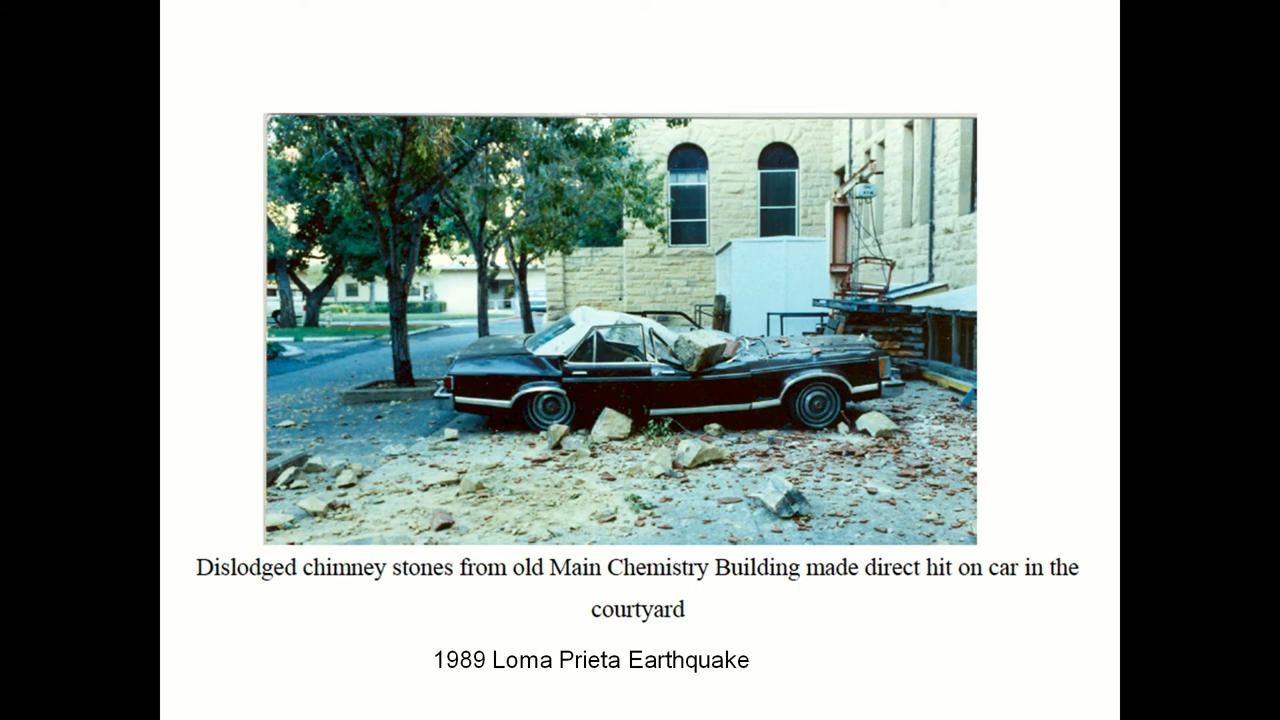 Dislodged chimney stones from old Main Chemistry Building made direct hit on car in the
courtyard
1989 Loma Prieta Earthquake